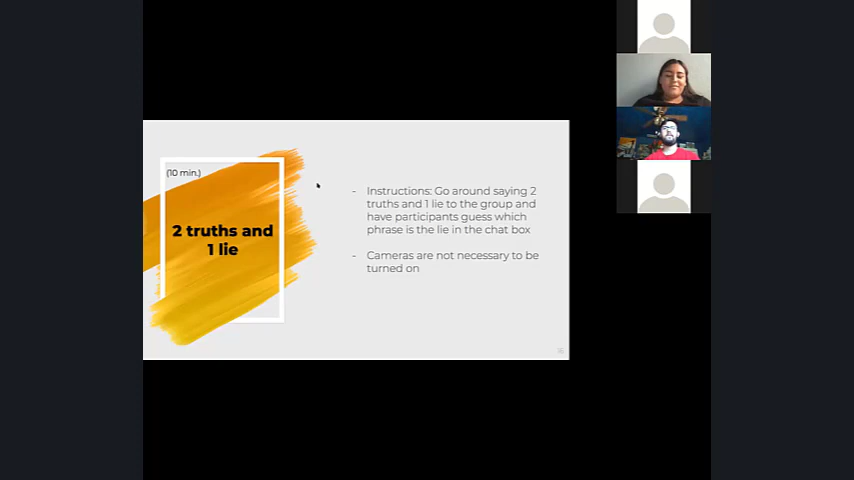 (10 min.)
2 truths and
1 lie
- Instructions: Go around saying 2
truths and 1 lie to the group and
have participants guess which
phrase is the lie in the chat box
- Cameras are not necessary to be
turned on